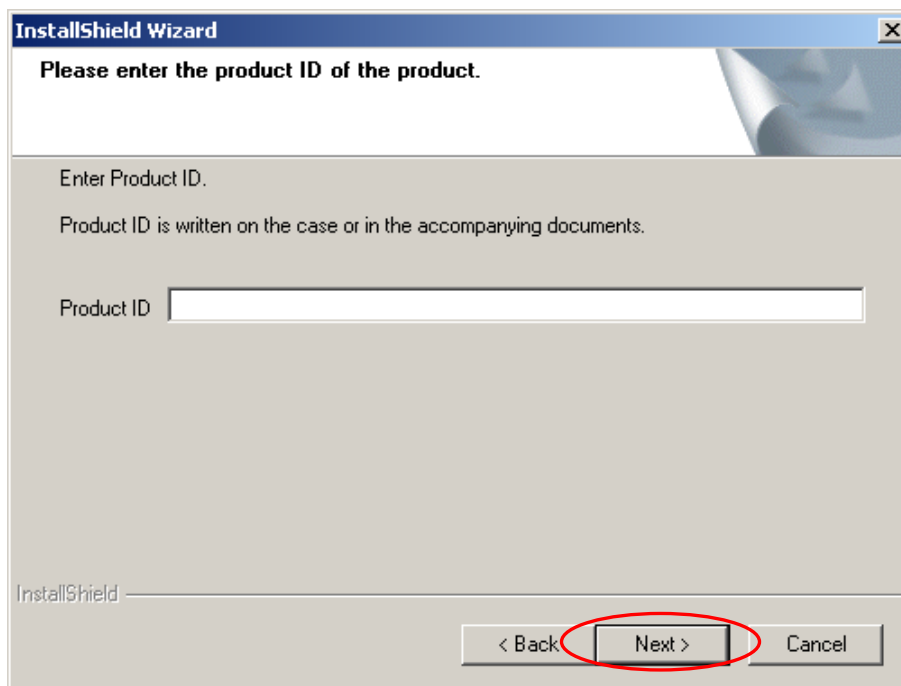 InstallShield Wizard
Please enter the product ID of the product.
Enter Product ID.
Product ID is written on the case or in the accompanying documents.
Product ID
InstallShield
< Back Next > Cancel